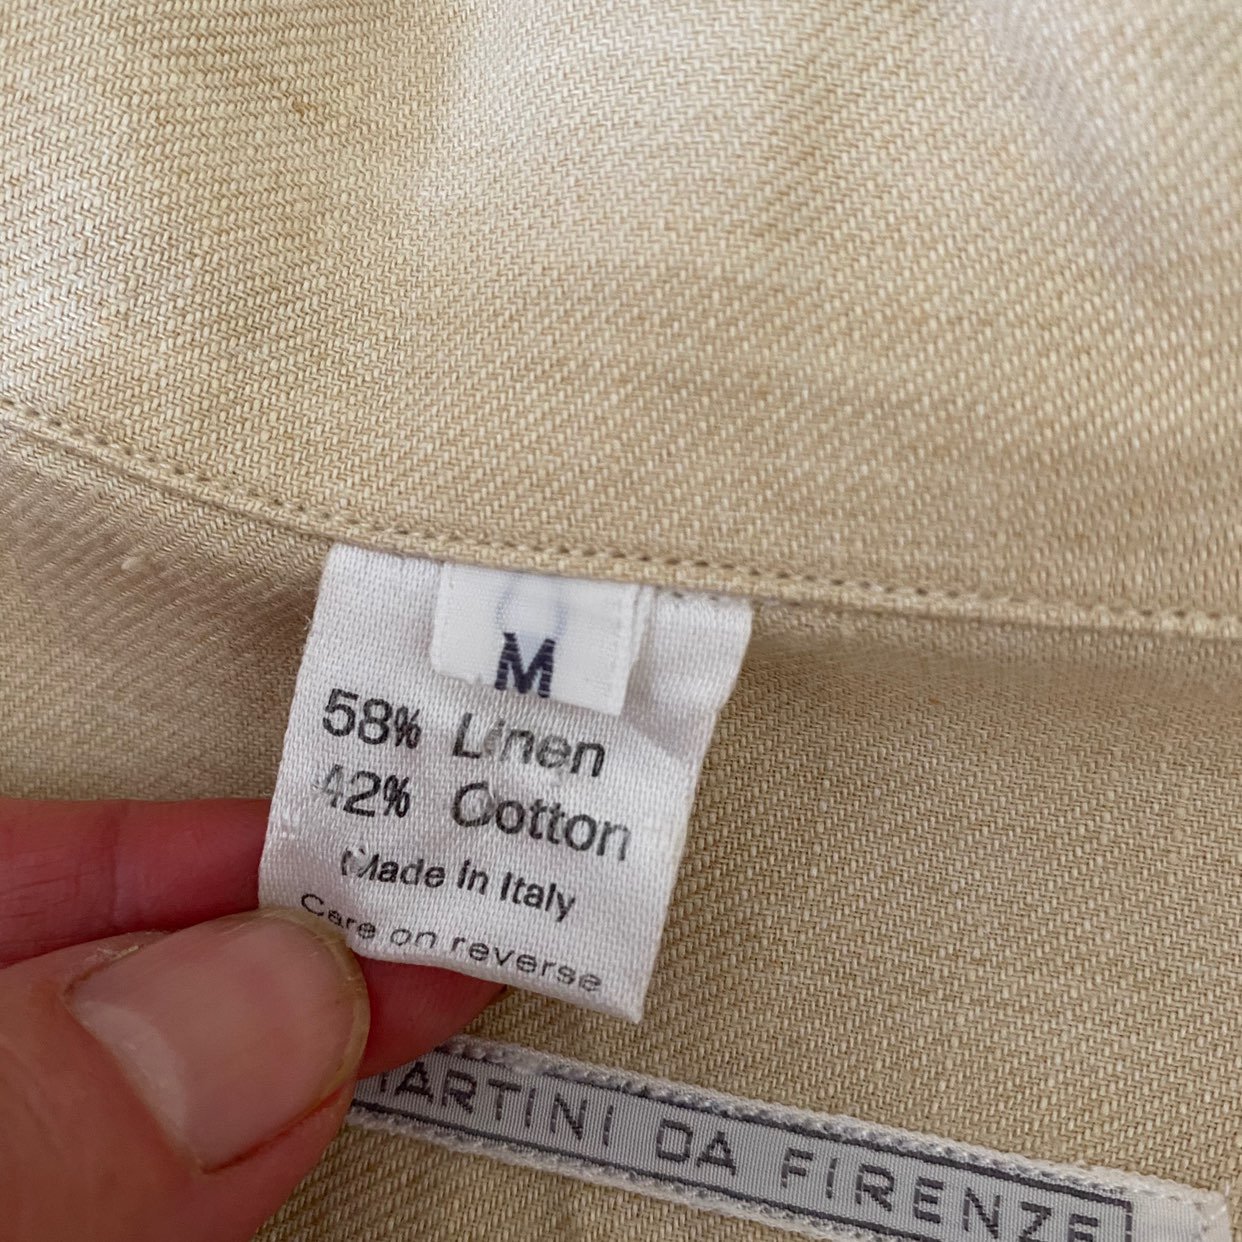 M
58% Linen
42% Cotton
Made in Italy
Care on reverse
MARTINI DA FIRENZE